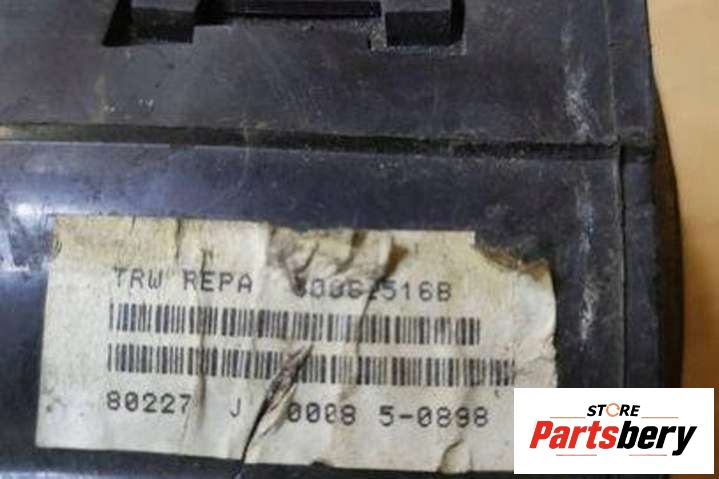 TRW REPA
80227 J 0008 5-0898
STORE
Partsbery